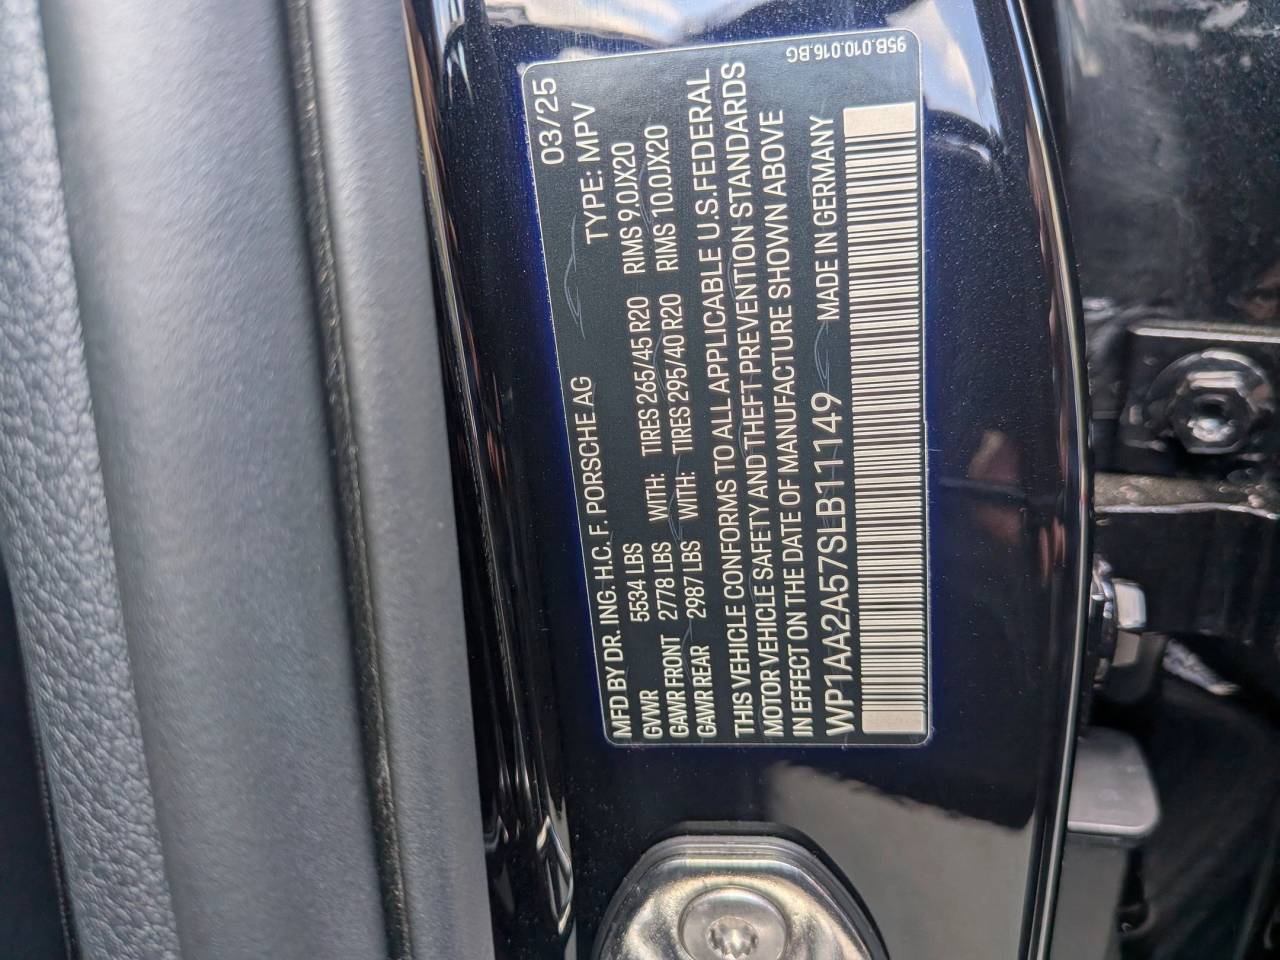 95B.010.016.BG
03/25
MFD BY DR. ING. H.C. F. PORSCHE AG TYPE: MPV
GVWR 5534 LBS
GAWR FRONT 2778 LBS WITH: TIRES 265/45 R20 RIMS 9.0JX20
GAWR REAR 2987 LBS WITH: TIRES 295/40 R20 RIMS 10.0JX20
THIS VEHICLE CONFORMS TO ALL APPLICABLE U.S.FEDERAL
MOTOR VEHICLE SAFETY AND THEFT PREVENTION STANDARDS
IN EFFECT ON THE DATE OF MANUFACTURE SHOWN ABOVE
WP1AA2A57SLB11149 MADE IN GERMANY